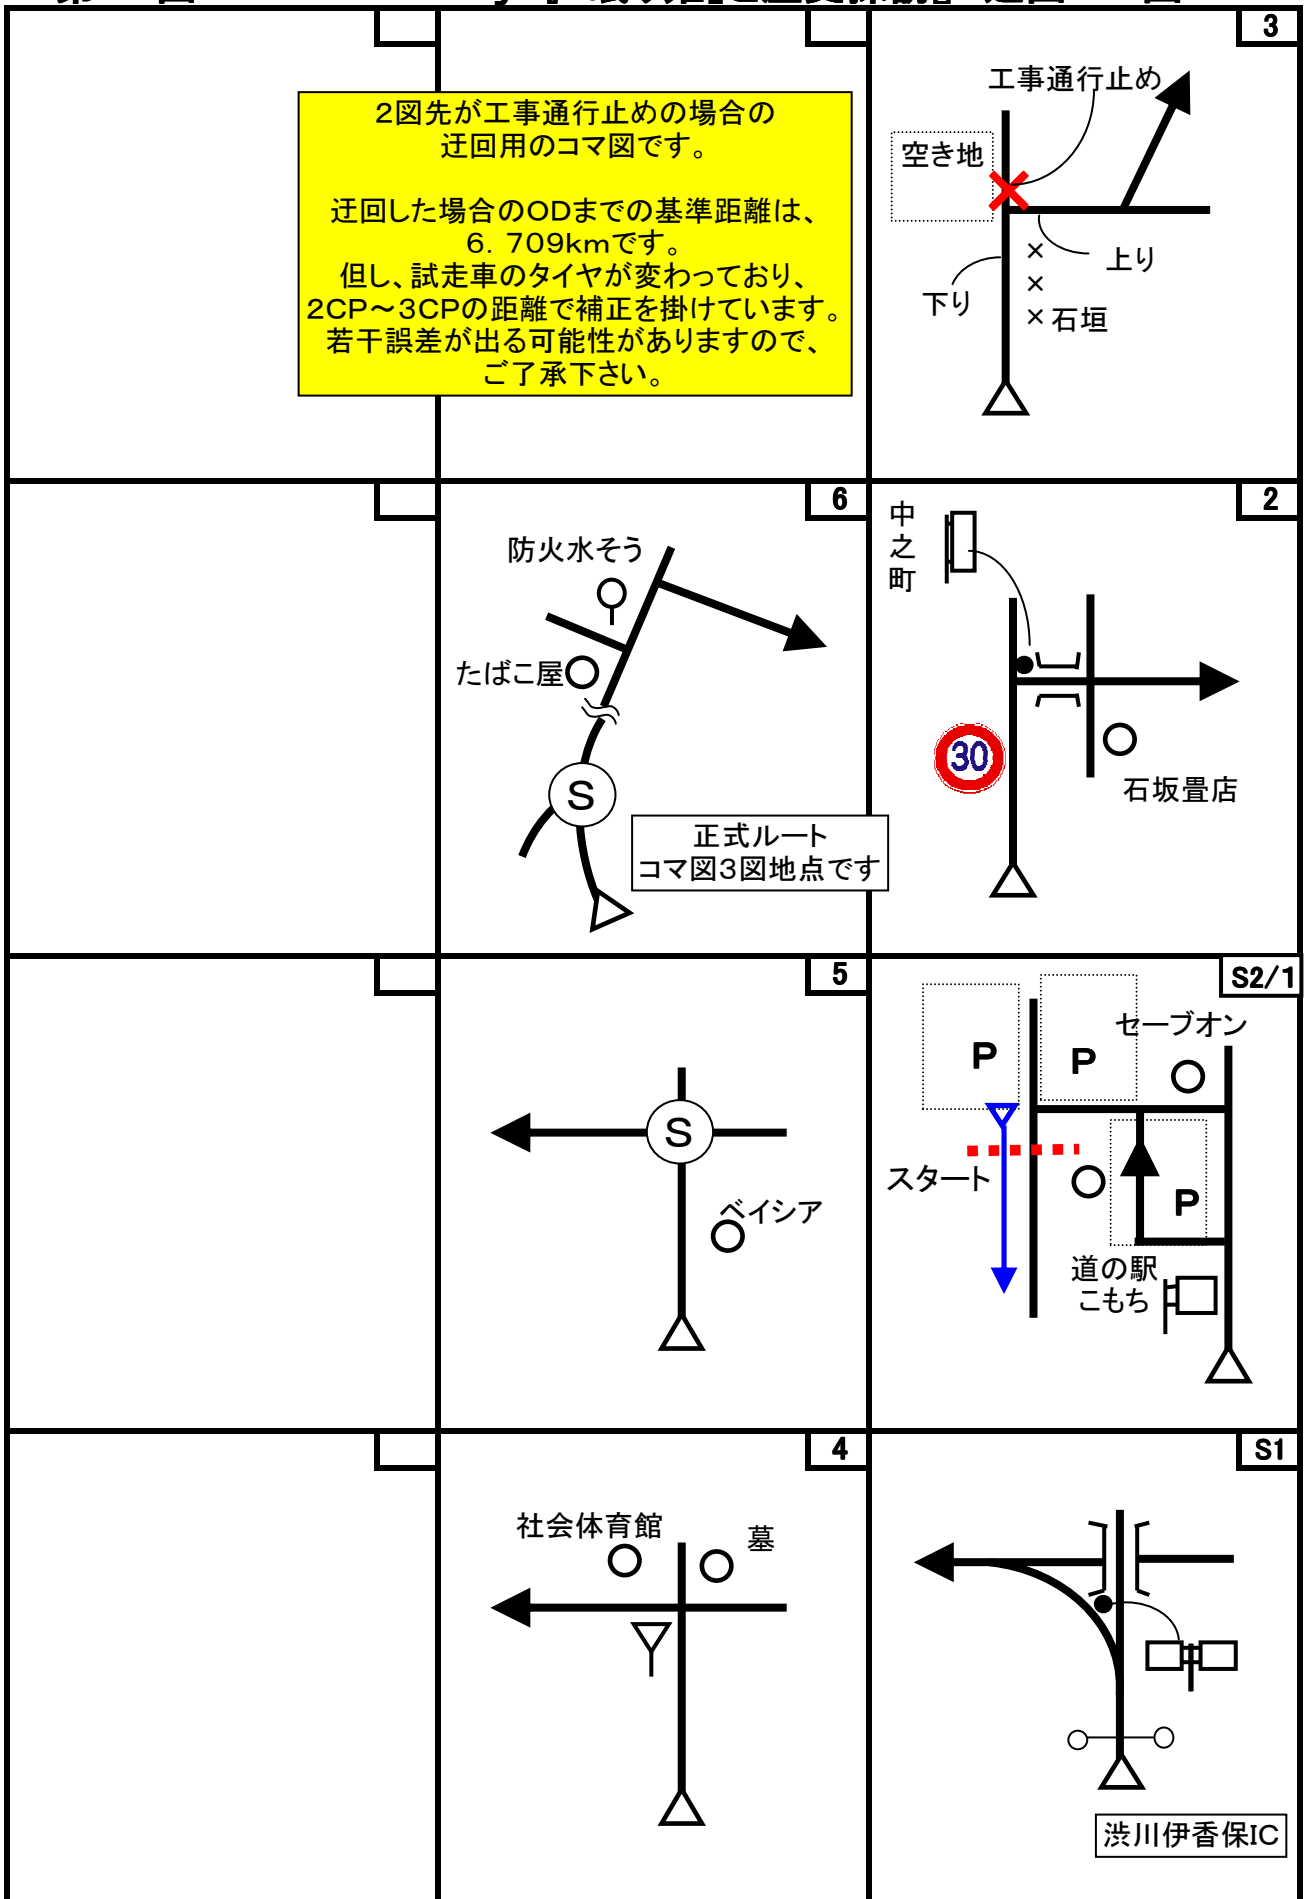 3
工事通行止め
空き地
上り
下り
石垣
2図先が工事通行止めの場合の
迂回用のコマ図です。
迂回した場合のODまでの基準距離は、
6. 709kmです。
但し、試走車のタイヤが変わっており、
2CP～3CPの距離で補正を掛けています。
若干誤差が出る可能性がありますので、
ご了承下さい。
6
防火水そう
たばこ屋
S
正式ルート
コマ図3図地点です
2
中之町
30
石坂畳店
5
S
ベイシア
S2/1
セーブオン
P
P
スタート
P
道の駅
こもち
4
社会体育館
墓
S1
渋川伊香保IC